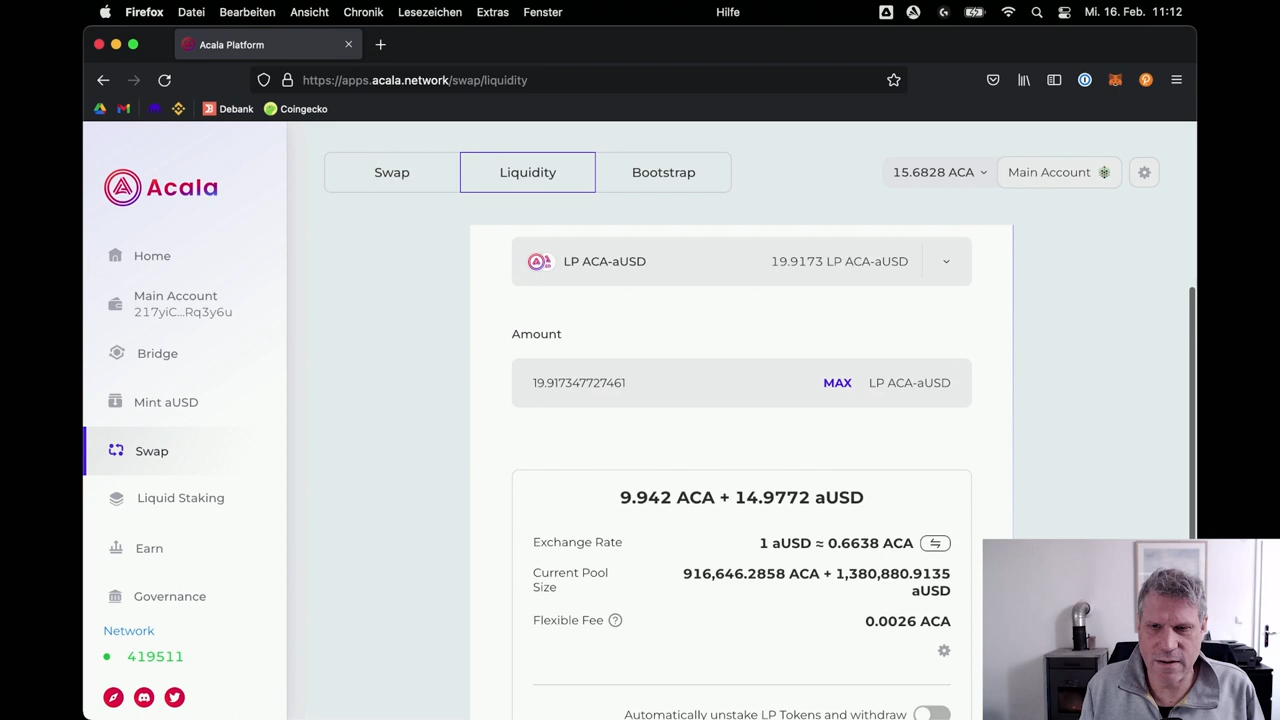 Firefox Datei Bearbeiten Ansicht Chronik Lesezeichen Extras Fenster Hilfe Mi. 16. Feb. 11:12
Acala Platform
https://apps.acala.network/swap/liquidity
Debank Coingecko
Acala
Swap Liquidity Bootstrap 15.6828 ACA Main Account
Home
Main Account
217yiC...Rq3y6u
Bridge
Mint aUSD
Swap
Liquid Staking
Earn
Governance
Network
419511
LP ACA-aUSD 19.9173 LP ACA-aUSD
Amount
19.917347727461 MAX LP ACA-aUSD
9.942 ACA + 14.9772 aUSD
Exchange Rate 1 aUSD ≈ 0.6638 ACA
Current Pool Size 916,646.2858 ACA + 1,380,880.9135 aUSD
Flexible Fee 0.0026 ACA
Automatically unstake LP Tokens and withdraw